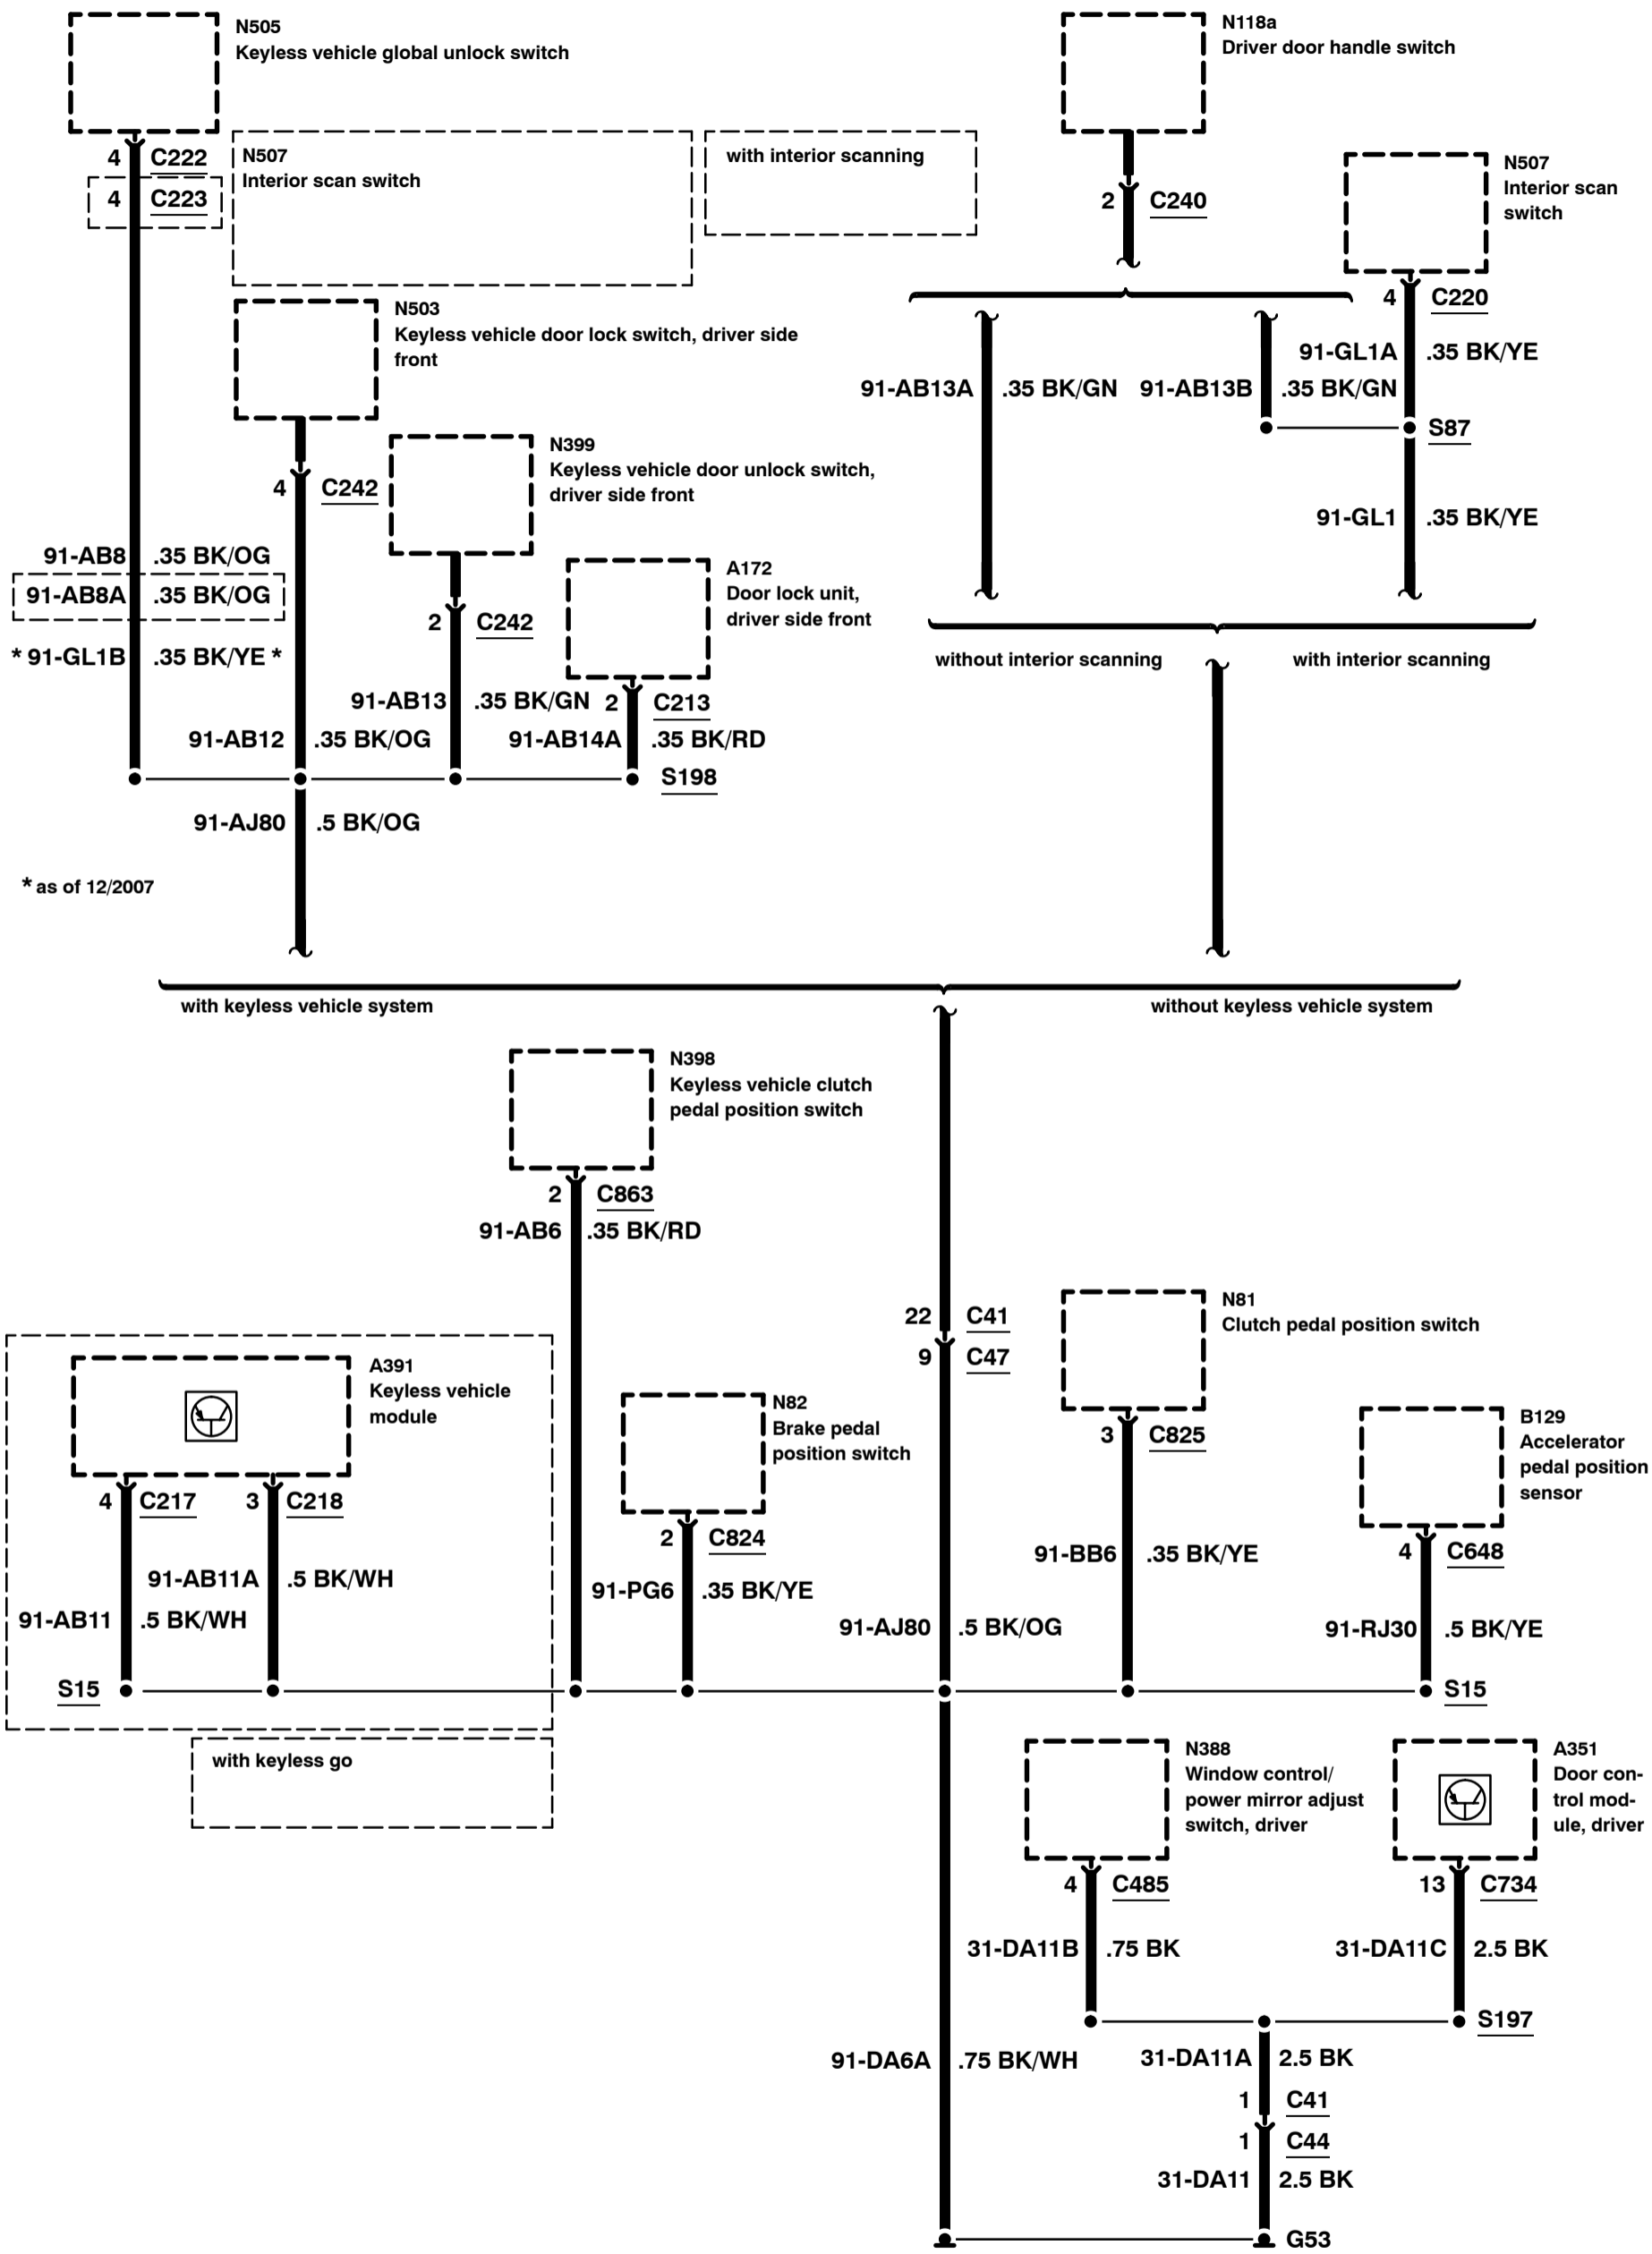 N505
Keyless vehicle global unlock switch
4 C222
4 C223
N507
Interior scan switch
with interior scanning
N118a
Driver door handle switch
2 C240
N507
Interior scan
switch
4 C220
N503
Keyless vehicle door lock switch, driver side
front
4 C242
91-GL1A .35 BK/YE
91-AB13A .35 BK/GN
91-AB13B .35 BK/GN
S87
N399
Keyless vehicle door unlock switch,
driver side front
2 C242
91-GL1 .35 BK/YE
91-AB8 .35 BK/OG
91-AB8A .35 BK/OG
* 91-GL1B .35 BK/YE *
A172
Door lock unit,
driver side front
2 C213
without interior scanning
with interior scanning
91-AB13 .35 BK/GN
91-AB12 .35 BK/OG
91-AB14A .35 BK/RD
S198
91-AJ80 .5 BK/OG
* as of 12/2007
with keyless vehicle system
without keyless vehicle system
N398
Keyless vehicle clutch
pedal position switch
2 C863
91-AB6 .35 BK/RD
22 C41
9 C47
N81
Clutch pedal position switch
3 C825
A391
Keyless vehicle
module
4 C217
3 C218
N82
Brake pedal
position switch
2 C824
B129
Accelerator
pedal position
sensor
4 C648
91-AB11A .5 BK/WH
91-AB11 .5 BK/WH
91-PG6 .35 BK/YE
91-BB6 .35 BK/YE
91-AJ80 .5 BK/OG
91-RJ30 .5 BK/YE
S15
S15
with keyless go
N388
Window control/
power mirror adjust
switch, driver
4 C485
A351
Door con-
trol mod-
ule, driver
13 C734
31-DA11B .75 BK
31-DA11C 2.5 BK
S197
91-DA6A .75 BK/WH
31-DA11A 2.5 BK
1 C41
1 C44
31-DA11 2.5 BK
G53